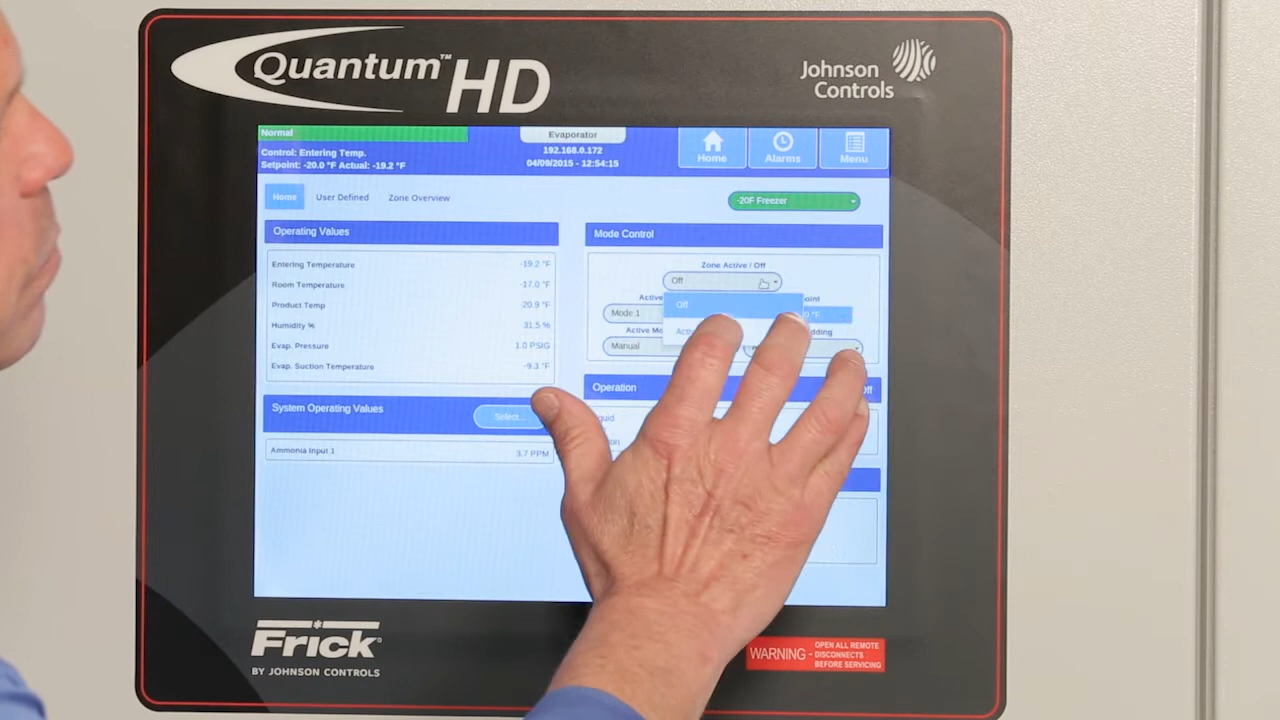 Quantum™ HD
Johnson
Controls
Normal
Control: Entering Temp.
Setpoint: -20.0 °F Actual: -19.2 °F
Evaporator
192.168.0.172
04/09/2015 - 12:54:15
Home
Alarms
Menu
Home
User Defined
Zone Overview
-20F Freezer
Operating Values
Entering Temperature -19.2 °F
Room Temperature -17.0 °F
Product Temp -20.9 °F
Humidity % 31.5 %
Evap. Pressure 1.0 PSIG
Evap. Suction Temperature -9.3 °F
System Operating Values
Select...
Ammonia Input 1 3.7 PPM
Mode Control
Zone Active / Off
Off
Off
Active
Mode 1
Manual
Operation
Frick
BY JOHNSON CONTROLS
WARNING - OPEN ALL REMOTE
DISCONNECTS
BEFORE SERVICING